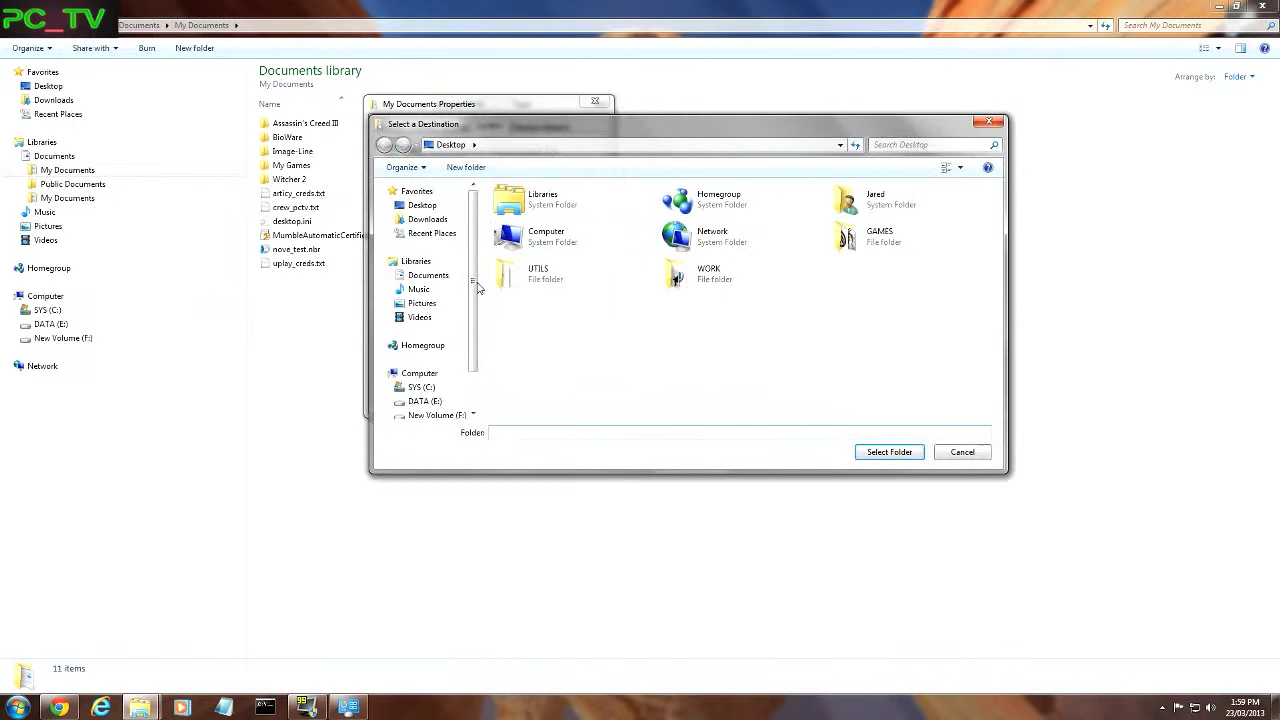 PC_TV
Documents
My Documents
Search My Documents
Organize
Share with
Burn
New folder
Favorites
Desktop
Downloads
Recent Places
Libraries
Documents
My Documents
Public Documents
My Documents
Music
Pictures
Videos
Homegroup
Computer
SYS (C:)
DATA (E:)
New Volume (F:)
Network
Documents library
My Documents
Arrange by: Folder
Name
Assassin's Creed III
BioWare
Image-Line
My Games
Witcher 2
articy_creds.txt
crew_pctv.txt
desktop.ini
MumbleAutomaticCertific
nove_test.nbr
uplay_creds.txt
My Documents Properties
Select a Destination
Desktop
Search Desktop
Organize
New folder
Favorites
Desktop
Downloads
Recent Places
Libraries
Documents
Music
Pictures
Videos
Homegroup
Computer
SYS (C:)
DATA (E:)
New Volume (F:)
Libraries
System Folder
Homegroup
System Folder
Jared
System Folder
Computer
System Folder
Network
System Folder
GAMES
File folder
UTILS
File folder
WORK
File folder
Folder:
Select Folder
Cancel
11 items
1:59 PM
23/03/2013